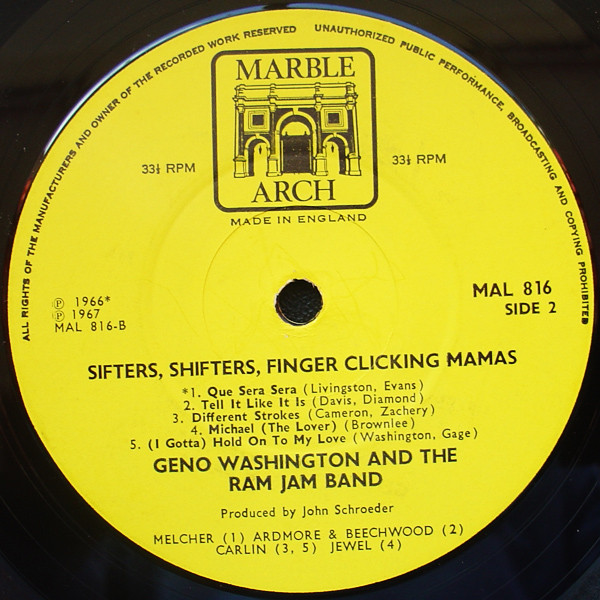 ALL RIGHTS OF THE MANUFACTURERS AND OWNER OF THE RECORDED WORK RESERVED UNAUTHORIZED PUBLIC PERFORMANCE, BROADCASTING AND COPYING PROHIBITED
MARBLE
ARCH
33⅓ RPM
33⅓ RPM
MADE IN ENGLAND
Ⓟ 1966*
Ⓟ 1967
MAL 816-B
MAL 816
SIDE 2
SIFTERS, SHIFTERS, FINGER CLICKING MAMAS
*1. Que Sera Sera (Livingston, Evans)
2. Tell It Like It Is (Davis, Diamond)
3. Different Strokes (Cameron, Zachery)
4. Michael (The Lover) (Brownlee)
5. (I Gotta) Hold On To My Love (Washington, Gage)
GENO WASHINGTON AND THE
RAM JAM BAND
Produced by John Schroeder
MELCHER (1) ARDMORE & BEECHWOOD (2)
CARLIN (3, 5) JEWEL (4)